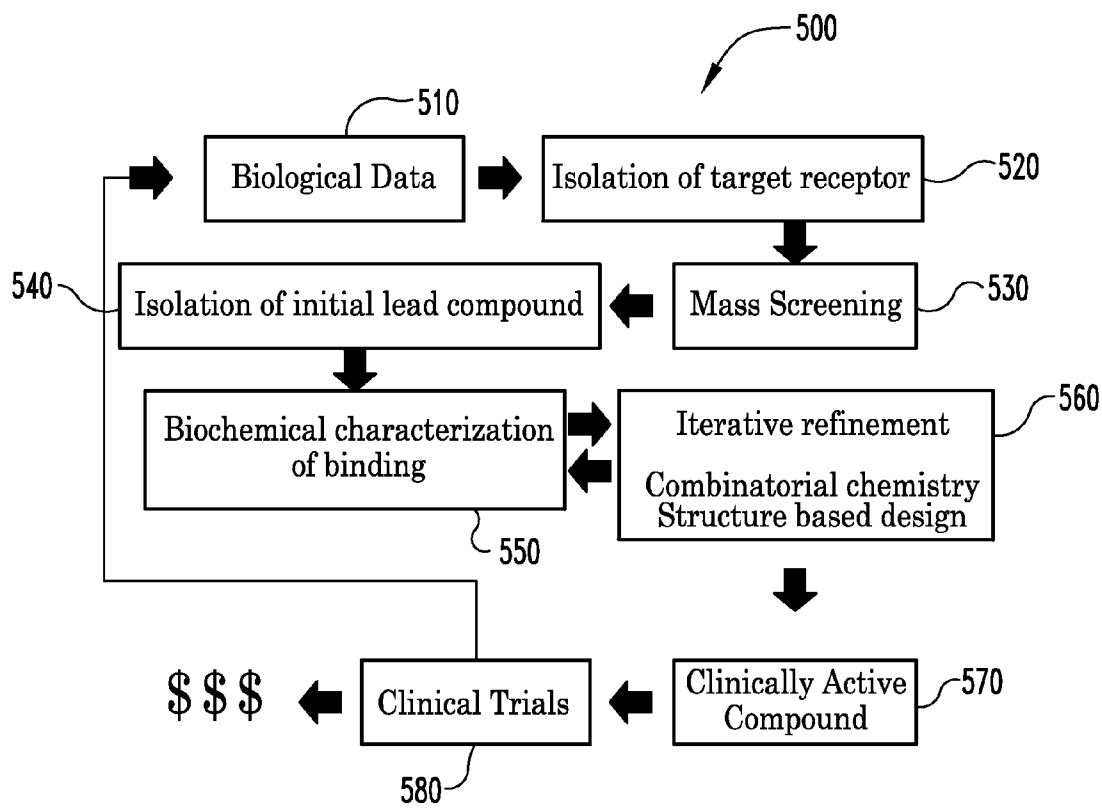 500
510
Biological Data
Isolation of target receptor
520
540
Isolation of initial lead compound
Mass Screening
530
Biochemical characterization
of binding
550
Iterative refinement
Combinatorial chemistry
Structure based design
560
$ $ $
Clinical Trials
580
Clinically Active
Compound
570